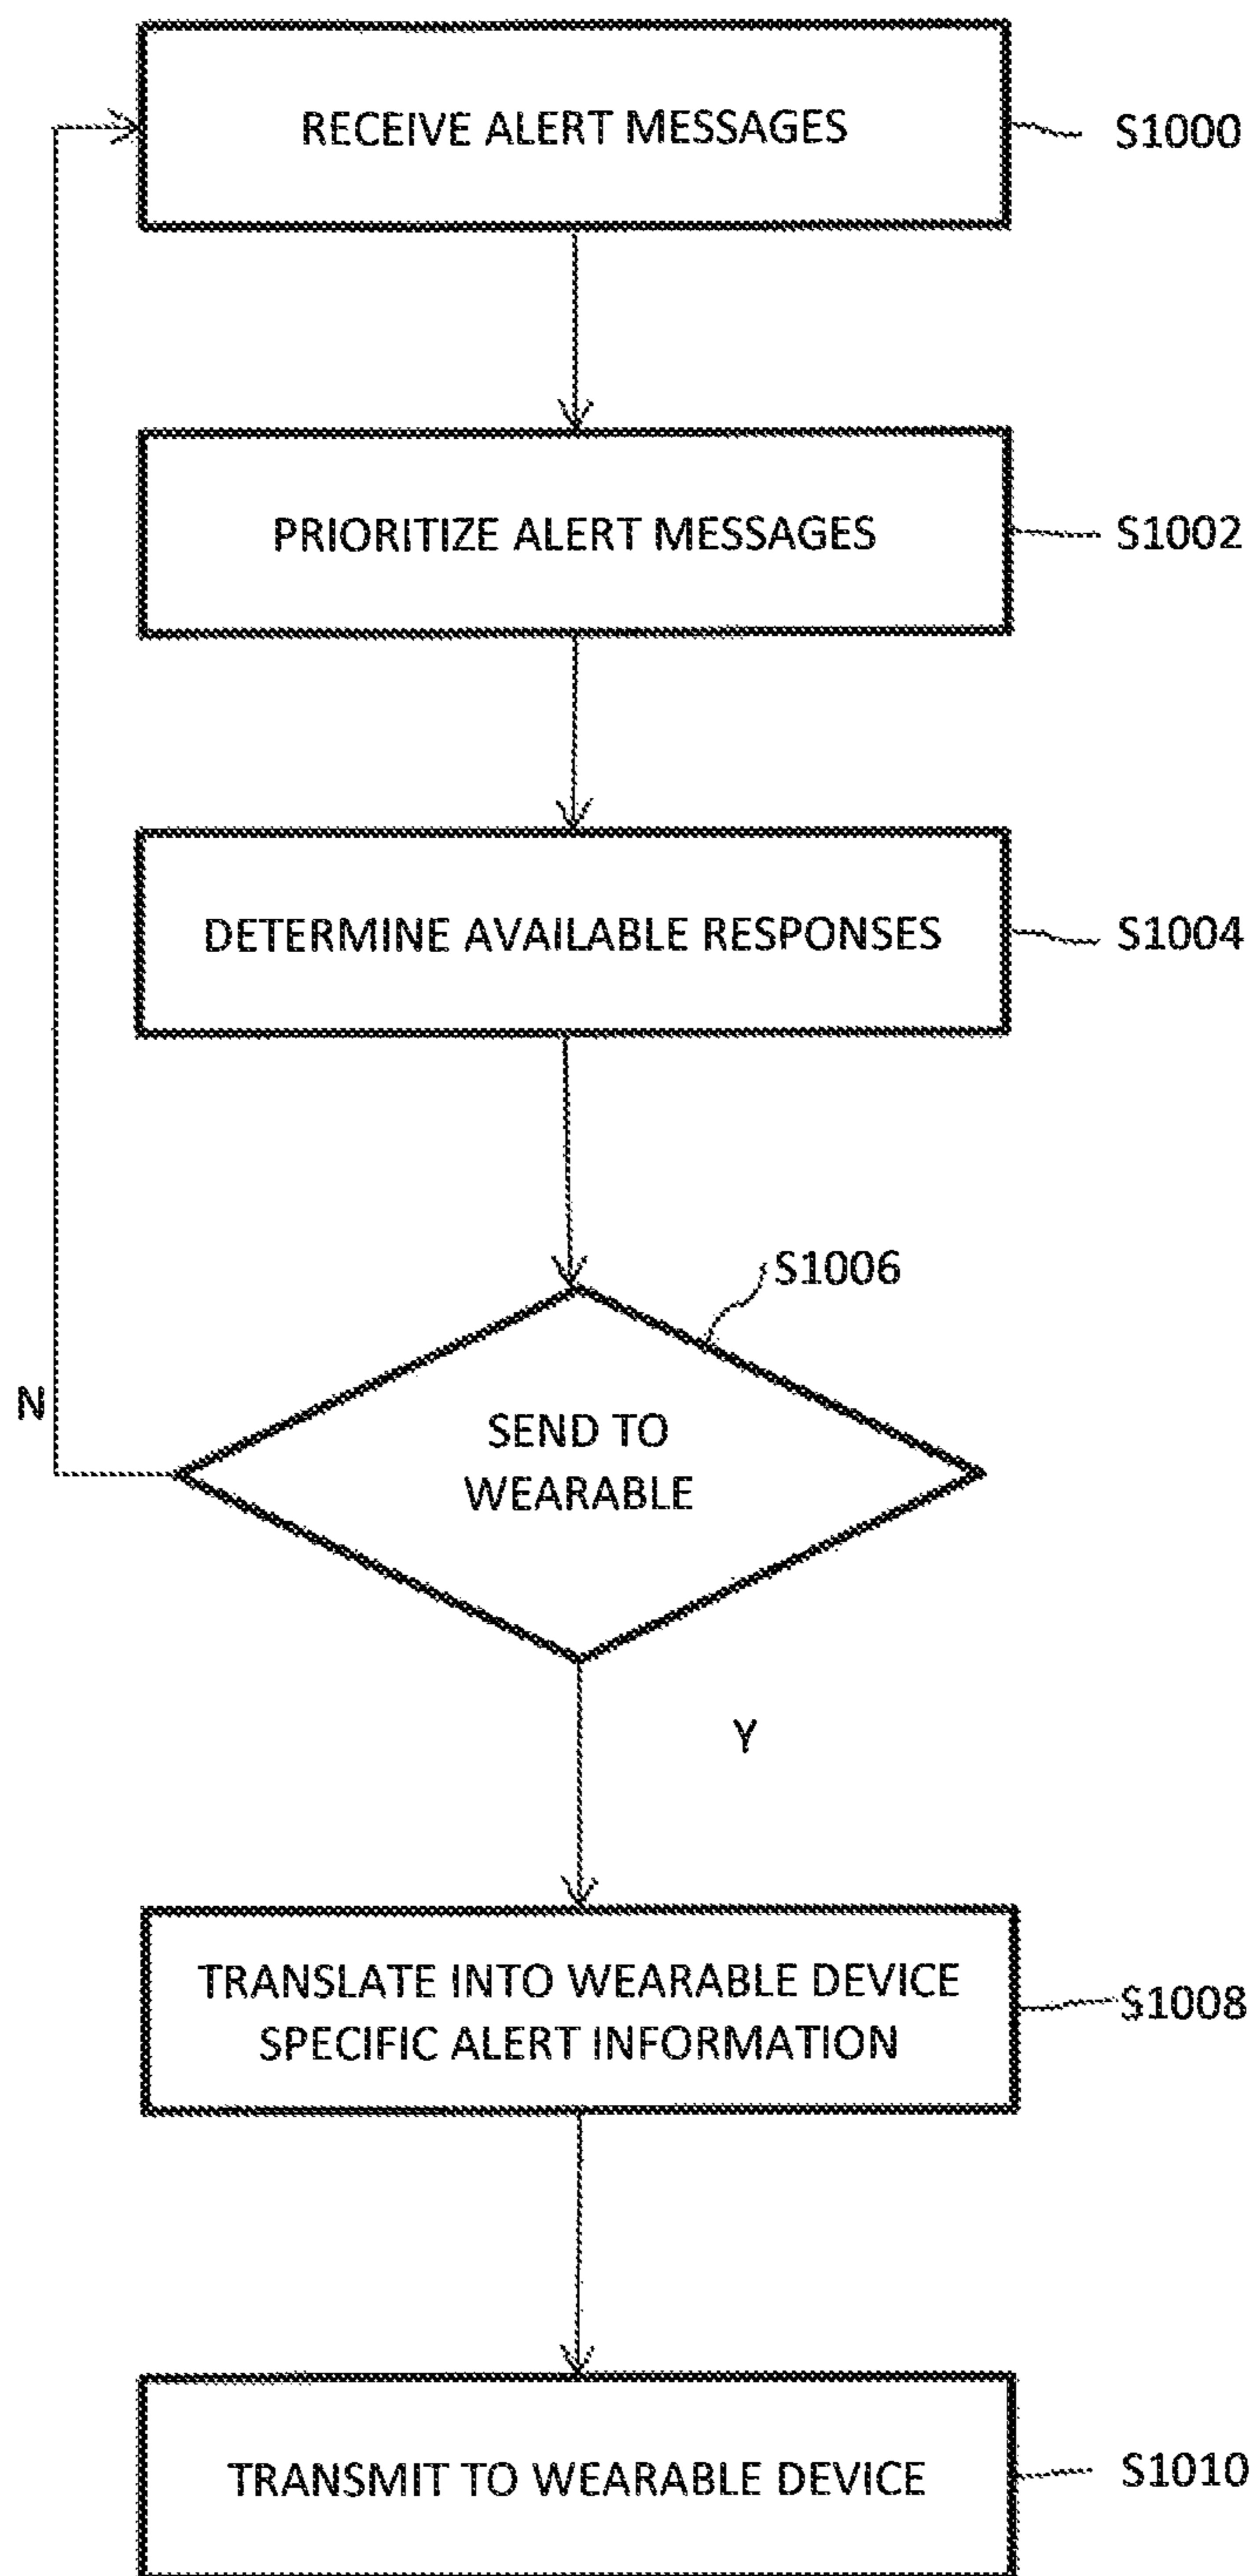 RECEIVE ALERT MESSAGES
S1000
PRIORITIZE ALERT MESSAGES
S1002
DETERMINE AVAILABLE RESPONSES
S1004
S1006
SEND TO
WEARABLE
N
Y
TRANSLATE INTO WEARABLE DEVICE
SPECIFIC ALERT INFORMATION
S1008
TRANSMIT TO WEARABLE DEVICE
S1010